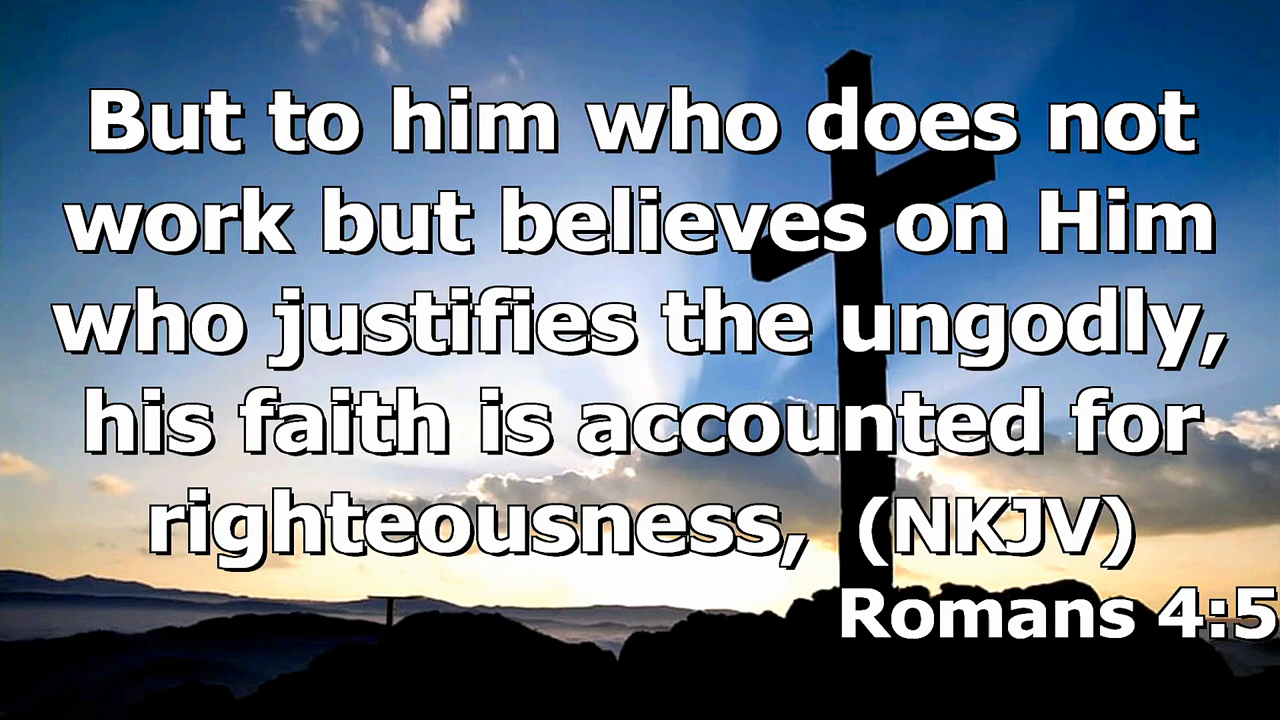 But to him who does not
work but believes on Him
who justifies the ungodly,
his faith is accounted for
righteousness, (NKJV)
Romans 4:5